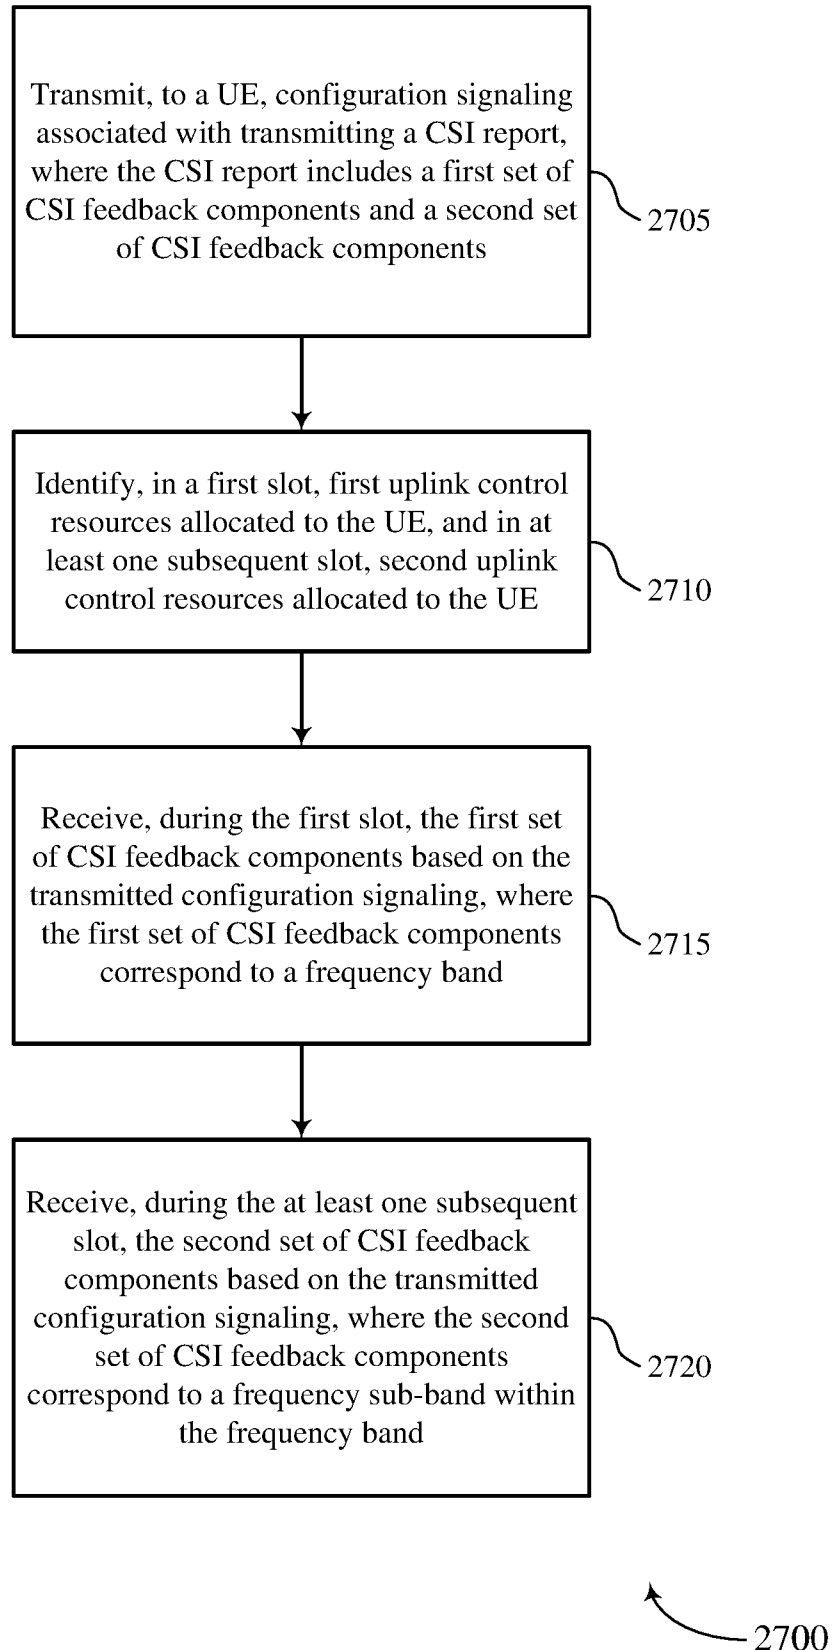 Transmit, to a UE, configuration signaling
associated with transmitting a CSI report,
where the CSI report includes a first set of
CSI feedback components and a second set
of CSI feedback components
2705
Identify, in a first slot, first uplink control
resources allocated to the UE, and in at
least one subsequent slot, second uplink
control resources allocated to the UE
2710
Receive, during the first slot, the first set
of CSI feedback components based on the
transmitted configuration signaling, where
the first set of CSI feedback components
correspond to a frequency band
2715
Receive, during the at least one subsequent
slot, the second set of CSI feedback
components based on the transmitted
configuration signaling, where the second
set of CSI feedback components
correspond to a frequency sub-band within
the frequency band
2720
2700